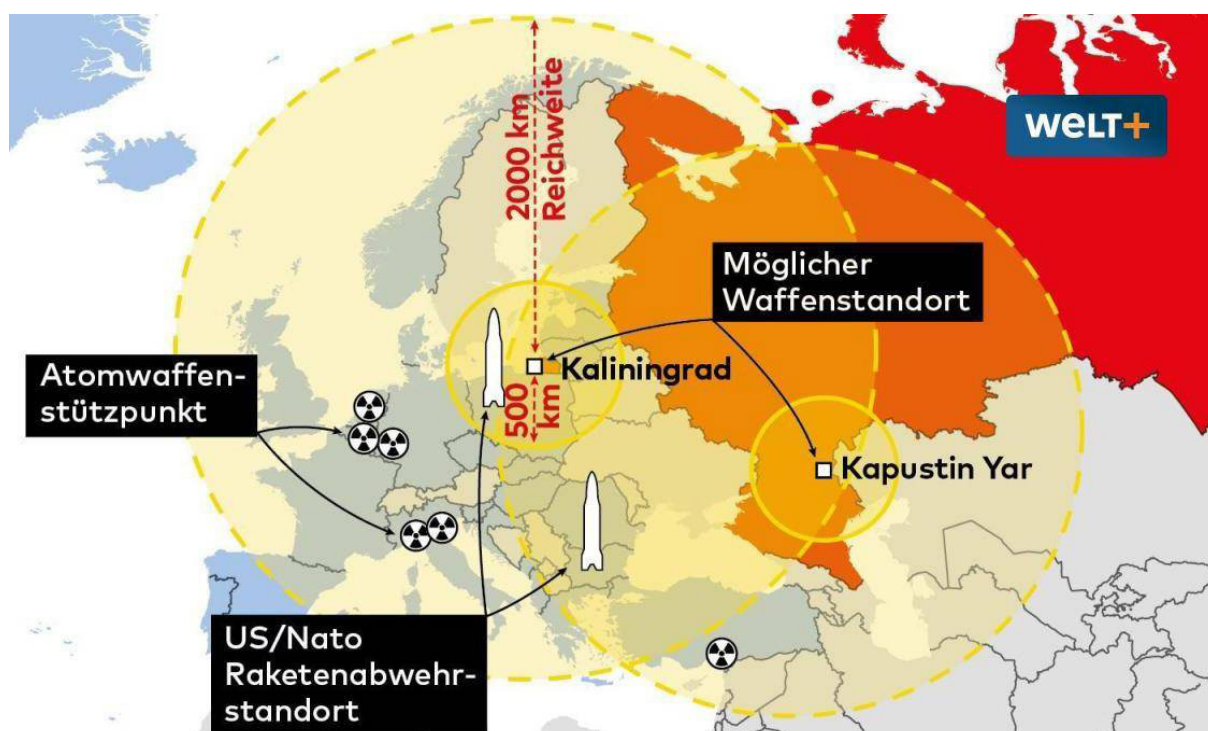 WELT+
2000 km
Reichweite
Möglicher
Waffenstandort
Atomwaffen-
stützpunkt
Kaliningrad
500
km
Kapustin Yar
US/Nato
Raketenabwehr-
standort